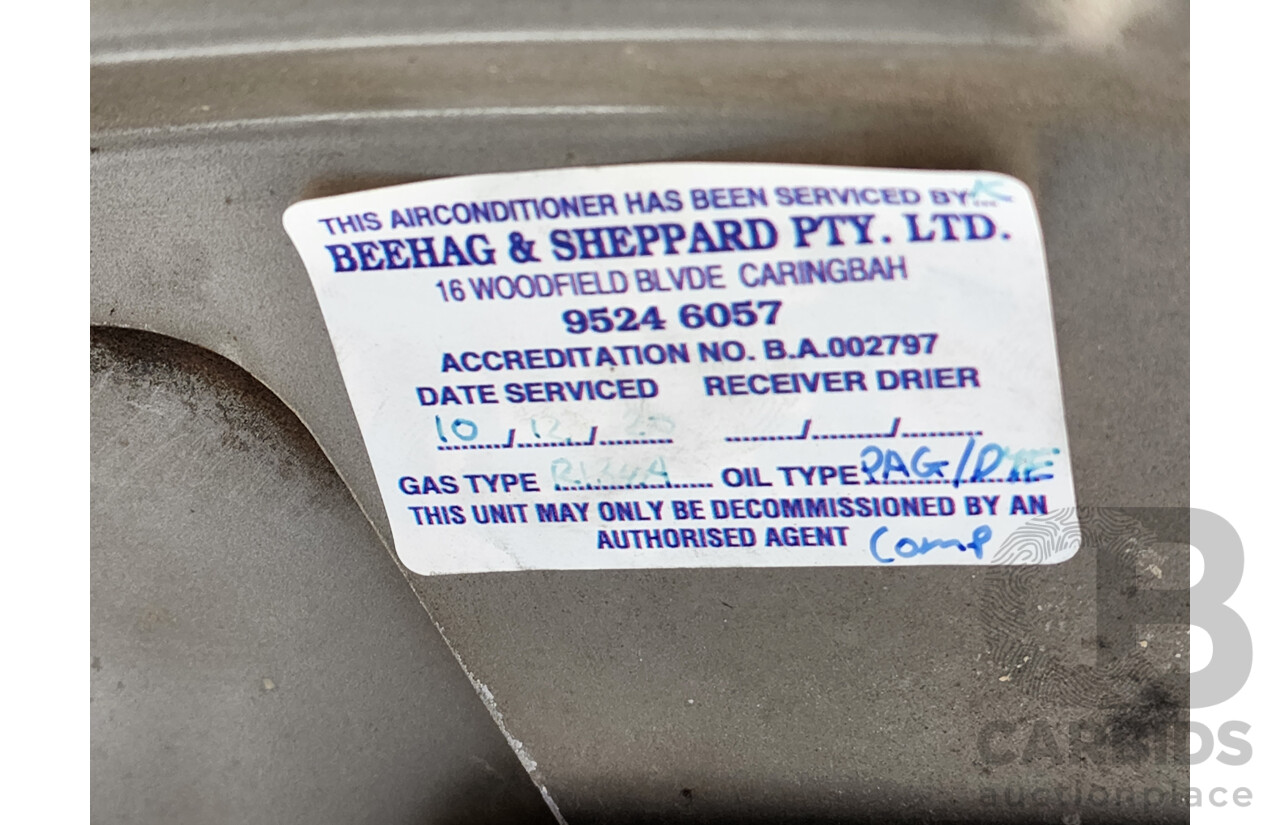 THIS AIRCONDITIONER HAS BEEN SERVICED BY...
BEEHAG & SHEPPARD PTY. LTD.
16 WOODFIELD BLVDE CARINGBAH
9524 6057
ACCREDITATION NO. B.A.002797
DATE SERVICED RECEIVER DRIER
10/12/20 ......../......../.........
GAS TYPE R134A OIL TYPE PAG/DYE
THIS UNIT MAY ONLY BE DECOMMISSIONED BY AN
AUTHORISED AGENT Comp
CB
CARBIDS
auctionplace